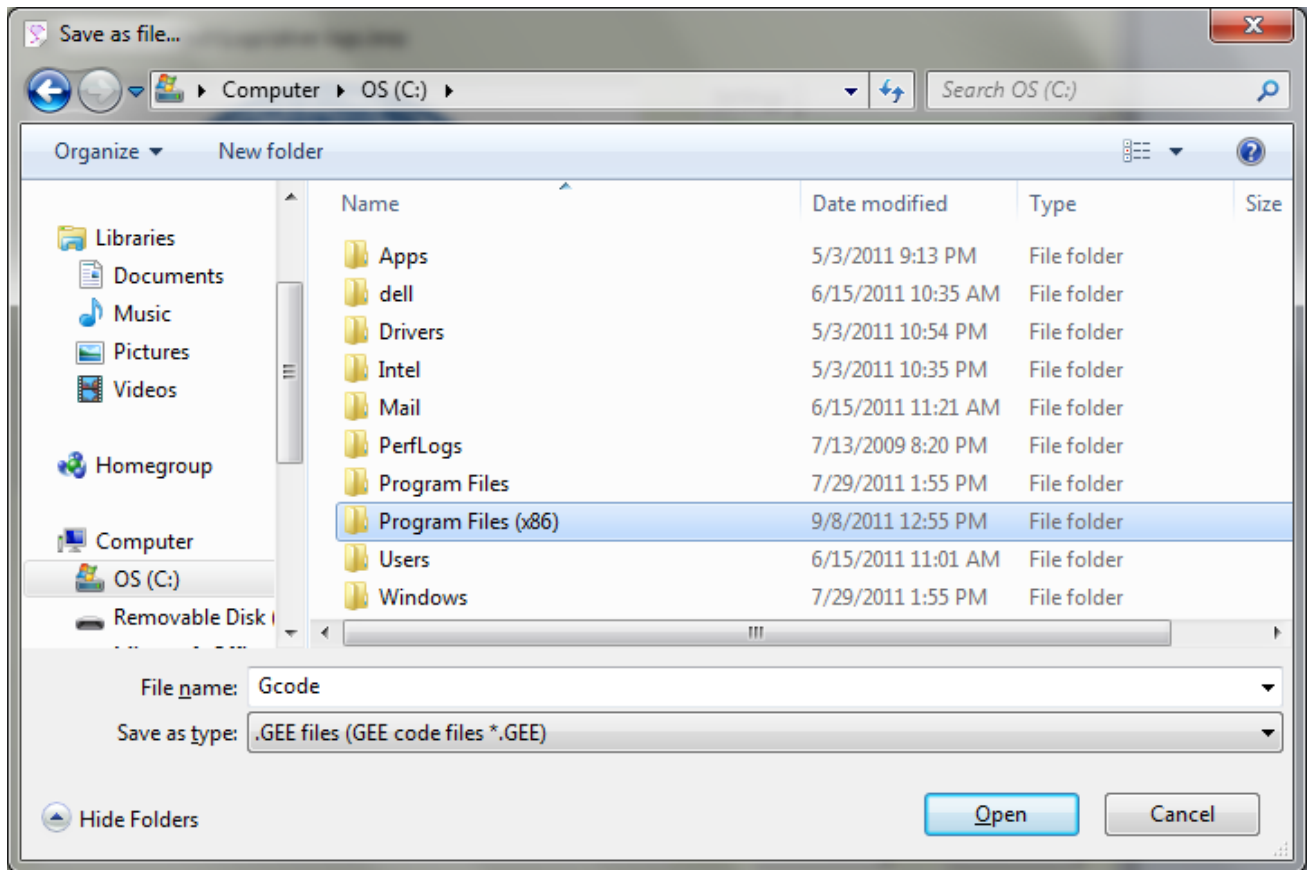 Save as file...
Computer OS (C:)
Search OS (C:)
Organize New folder
Name Date modified Type Size
Libraries
Documents
Music
Pictures
Videos
Homegroup
Computer
OS (C:)
Removable Disk (
Apps 5/3/2011 9:13 PM File folder
dell 6/15/2011 10:35 AM File folder
Drivers 5/3/2011 10:54 PM File folder
Intel 5/3/2011 10:35 PM File folder
Mail 6/15/2011 11:21 AM File folder
PerfLogs 7/13/2009 8:20 PM File folder
Program Files 7/29/2011 1:55 PM File folder
Program Files (x86) 9/8/2011 12:55 PM File folder
Users 6/15/2011 11:01 AM File folder
Windows 7/29/2011 1:55 PM File folder
File name: Gcode
Save as type: .GEE files (GEE code files *.GEE)
Hide Folders
Open Cancel